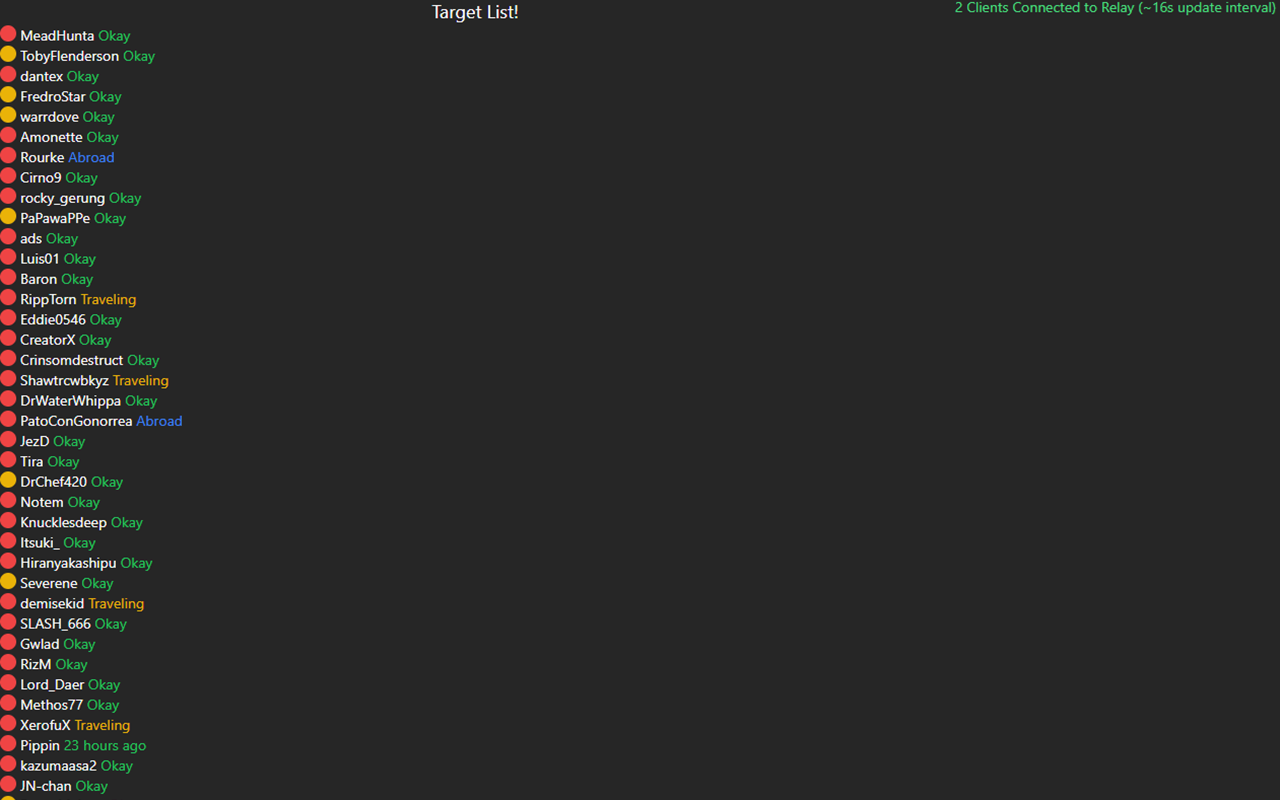 Target List!
2 Clients Connected to Relay (~16s update interval)
MeadHunta Okay
TobyFlenderson Okay
dantex Okay
FredroStar Okay
warrdove Okay
Amonette Okay
Rourke Abroad
Cirno9 Okay
rocky_gerung Okay
PaPawaPPe Okay
ads Okay
Luis01 Okay
Baron Okay
RippTorn Traveling
Eddie0546 Okay
CreatorX Okay
Crinsomdestruct Okay
Shawtrcwbkyz Traveling
DrWaterWhippa Okay
PatoConGonorrea Abroad
JezD Okay
Tira Okay
DrChef420 Okay
Notem Okay
Knucklesdeep Okay
Itsuki_ Okay
Hiranyakashipu Okay
Severene Okay
demisekid Traveling
SLASH_666 Okay
Gwlad Okay
RizM Okay
Lord_Daer Okay
Methos77 Okay
XerofuX Traveling
Pippin 23 hours ago
kazumaasa2 Okay
JN-chan Okay